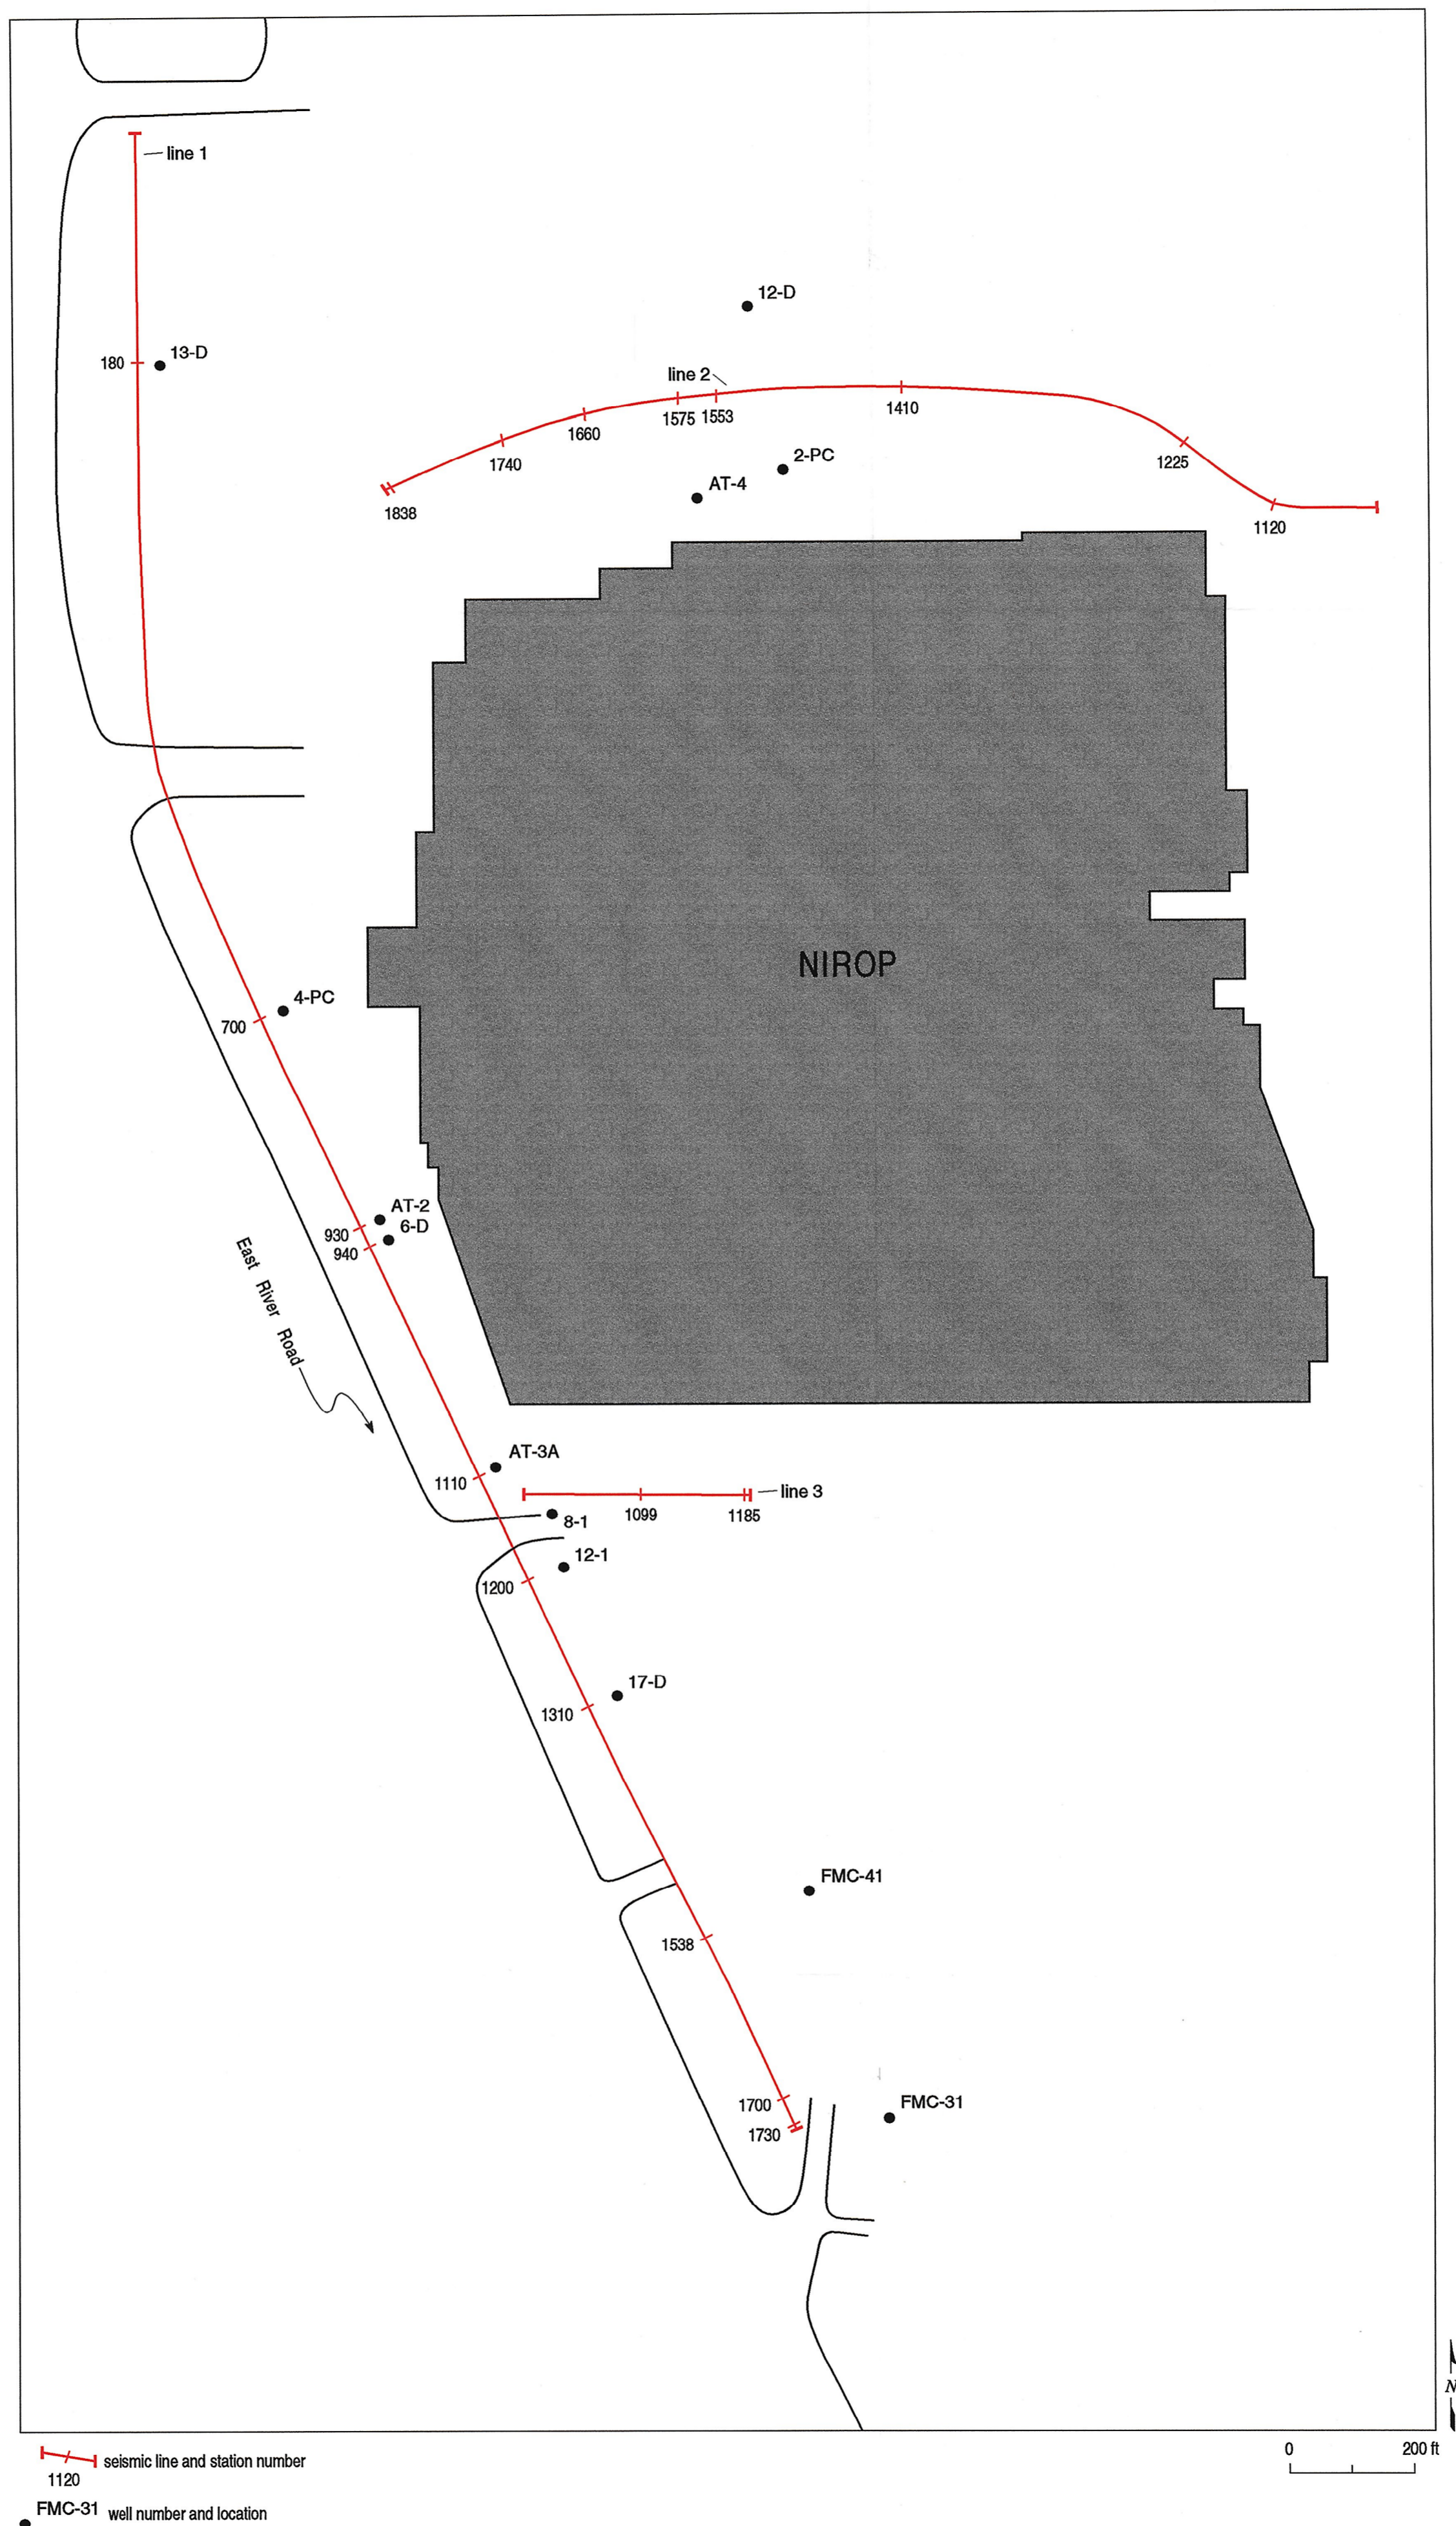 line 1
12-D
180
13-D
line 2
1575
1553
1410
1660
1740
2-PC
1225
AT-4
1838
1120
NIROP
4-PC
700
AT-2
6-D
930
940
East River Road
AT-3A
1110
line 3
1099
1185
8-1
12-1
1200
17-D
1310
FMC-41
1538
FMC-31
1700
1730
N
0
200 ft
seismic line and station number
1120
FMC-31
well number and location